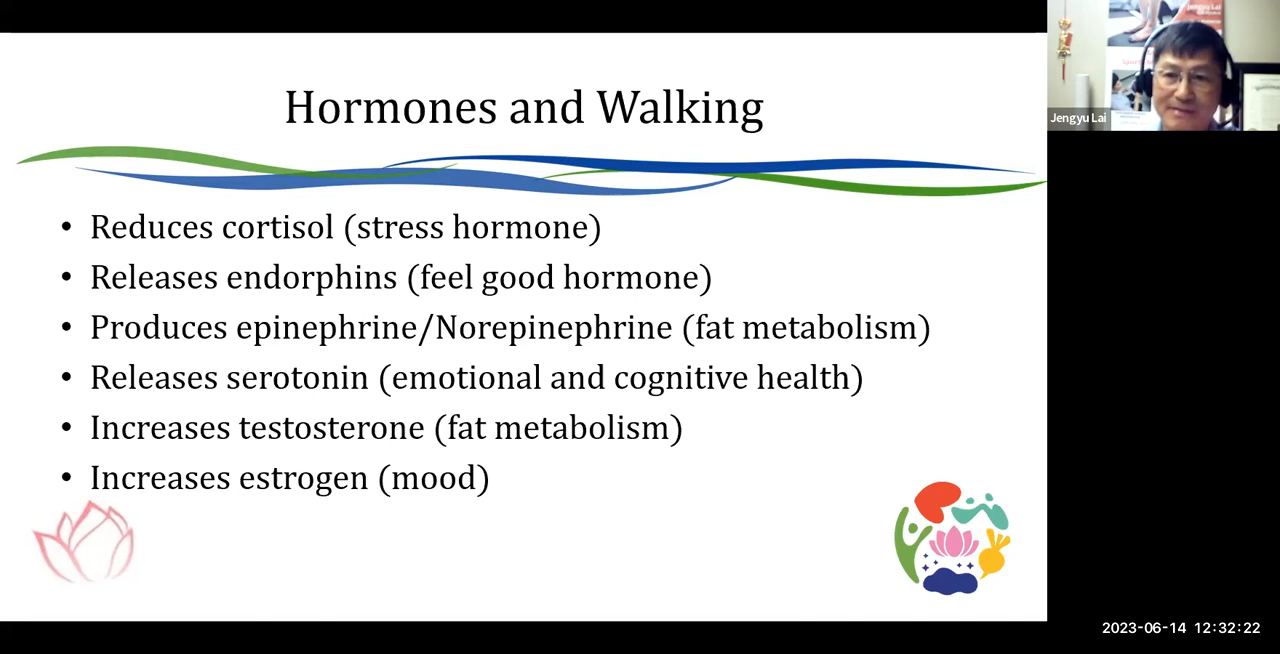 Hormones and Walking
• Reduces cortisol (stress hormone)
• Releases endorphins (feel good hormone)
• Produces epinephrine/Norepinephrine (fat metabolism)
• Releases serotonin (emotional and cognitive health)
• Increases testosterone (fat metabolism)
• Increases estrogen (mood)
Jengyu Lai
Jengyu Lai
2023-06-14 12:32:22